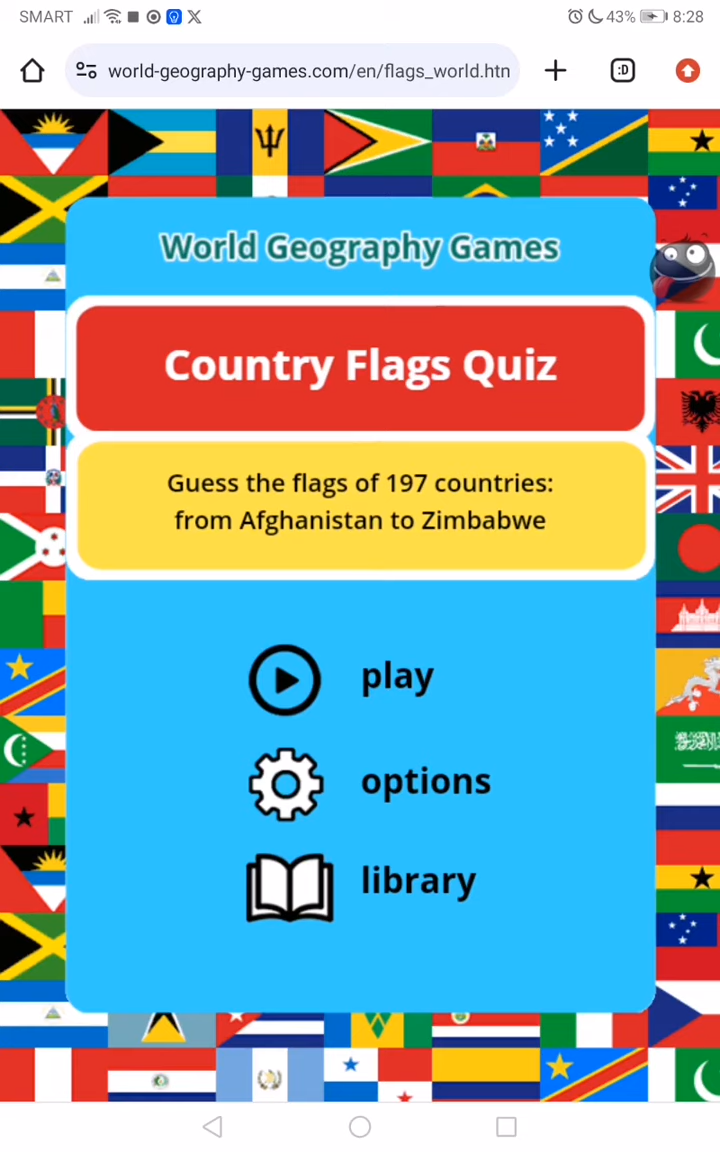 SMART 43% 8:28
world-geography-games.com/en/flags_world.htn :D
World Geography Games
Country Flags Quiz
Guess the flags of 197 countries:
from Afghanistan to Zimbabwe
play
options
library